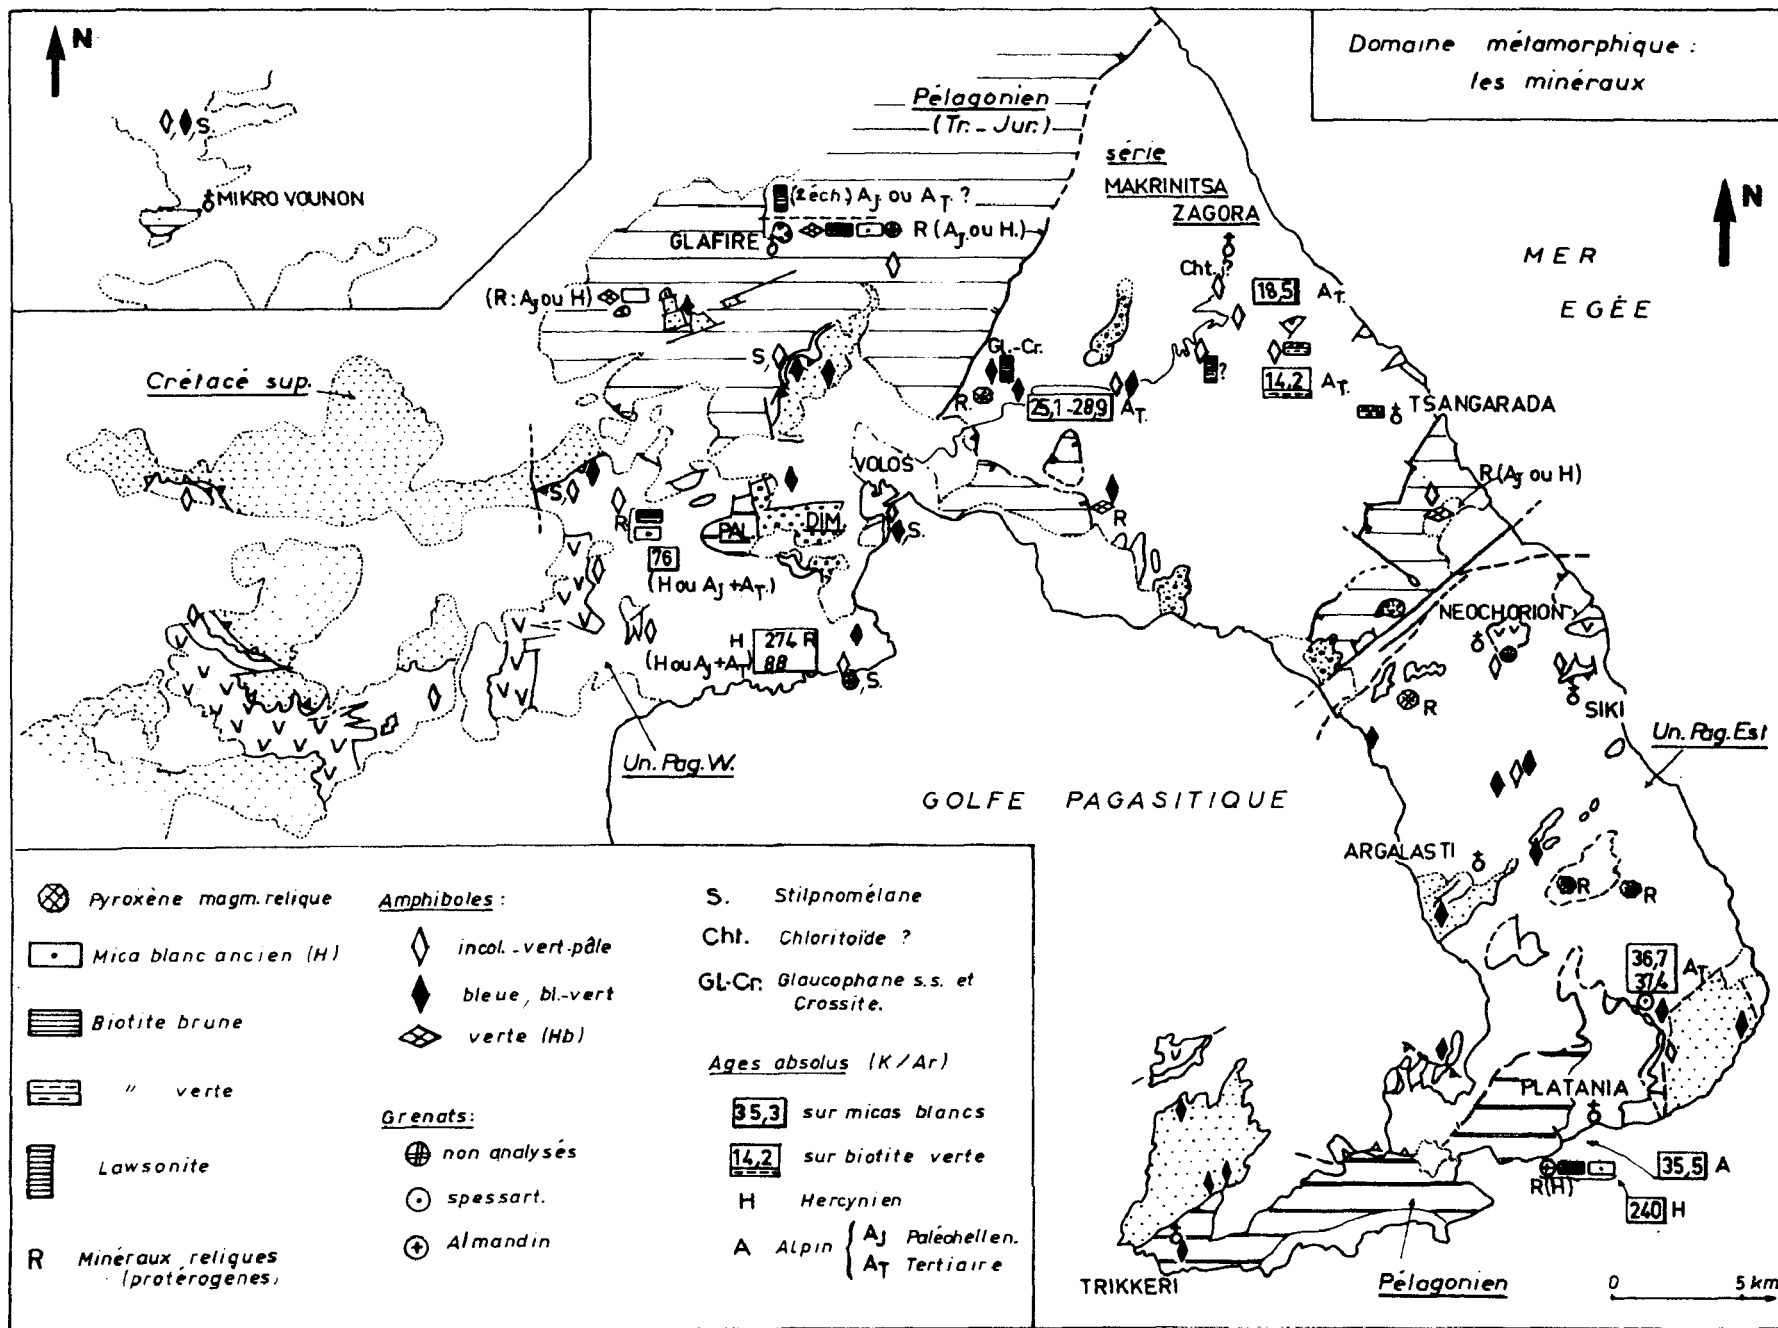 N
S.
MIKRO VOUNON
Domaine métamorphique :
les minéraux
N
Pélagonien
(Tr.-Jur.)
série
MAKRINITSA
ZAGORA
(2 éch.) AJ ou AT ?
GLAFIRE
R (AJ ou H.)
(R : AJ ou H)
Cht. ?
18,5 AT.
MER
EGÉE
Crétacé sup.
S,
Gl.-Cr.
?
R.
25,1-28,9 AT.
14,2 AT.
TSANGARADA
R (AJ ou H)
VOLOS
S,
R
PAL
DIM.
S.
R
76
(H ou AJ + AT.)
H 274 R
(H ou AJ + AT) 88
S.
NEOCHORION
R
SIKI
Un. Pag. W.
Un. Pag. Est
GOLFE PAGASITIQUE
ARGALASTI
R
R
36,7
37,4
AT
PLATANIA
35,5 A
R(H)
240 H
TRIKKERI
Pélagonien
0 5 km
Pyroxène magm. relique
Mica blanc ancien (H)
Biotite brune
" verte
Lawsonite
R Minéraux reliques
(protérogenes)
Amphiboles :
incol.-vert-pâle
bleue, bl.-vert
verte (Hb)
Grenats :
non analysés
spessart.
Almandin
S. Stilpnomélane
Cht. Chloritoïde ?
Gl-Cr. Glaucophane s.s. et
Crossite.
Ages absolus (K/Ar)
35,3 sur micas blancs
14,2 sur biotite verte
H Hercynien
A Alpin { AJ Paléohellen.
AT Tertiaire